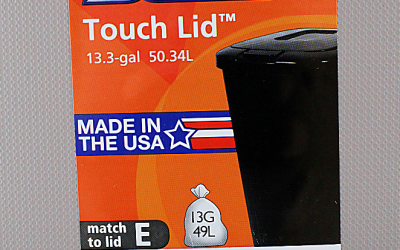 Touch Lid™
13.3-gal 50.34L
MADE IN
THE USA
13G
49L
match
to lid E